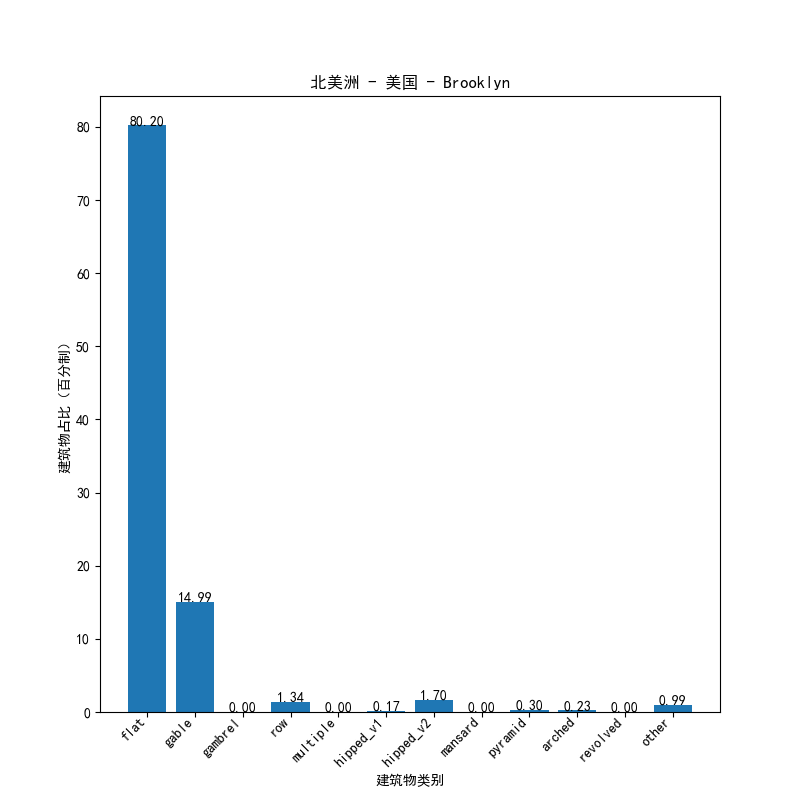 北美洲 - 美国 - Brooklyn
建筑物占比（百分制）
80
70
60
50
40
30
20
10
0
80.20
14.99
0.00
1.34
0.00
0.17
1.70
0.00
0.30
0.23
0.00
0.99
flat
gable
gambrel
row
multiple
hipped_v1
hipped_v2
mansard
pyramid
arched
revolved
other
建筑物类别